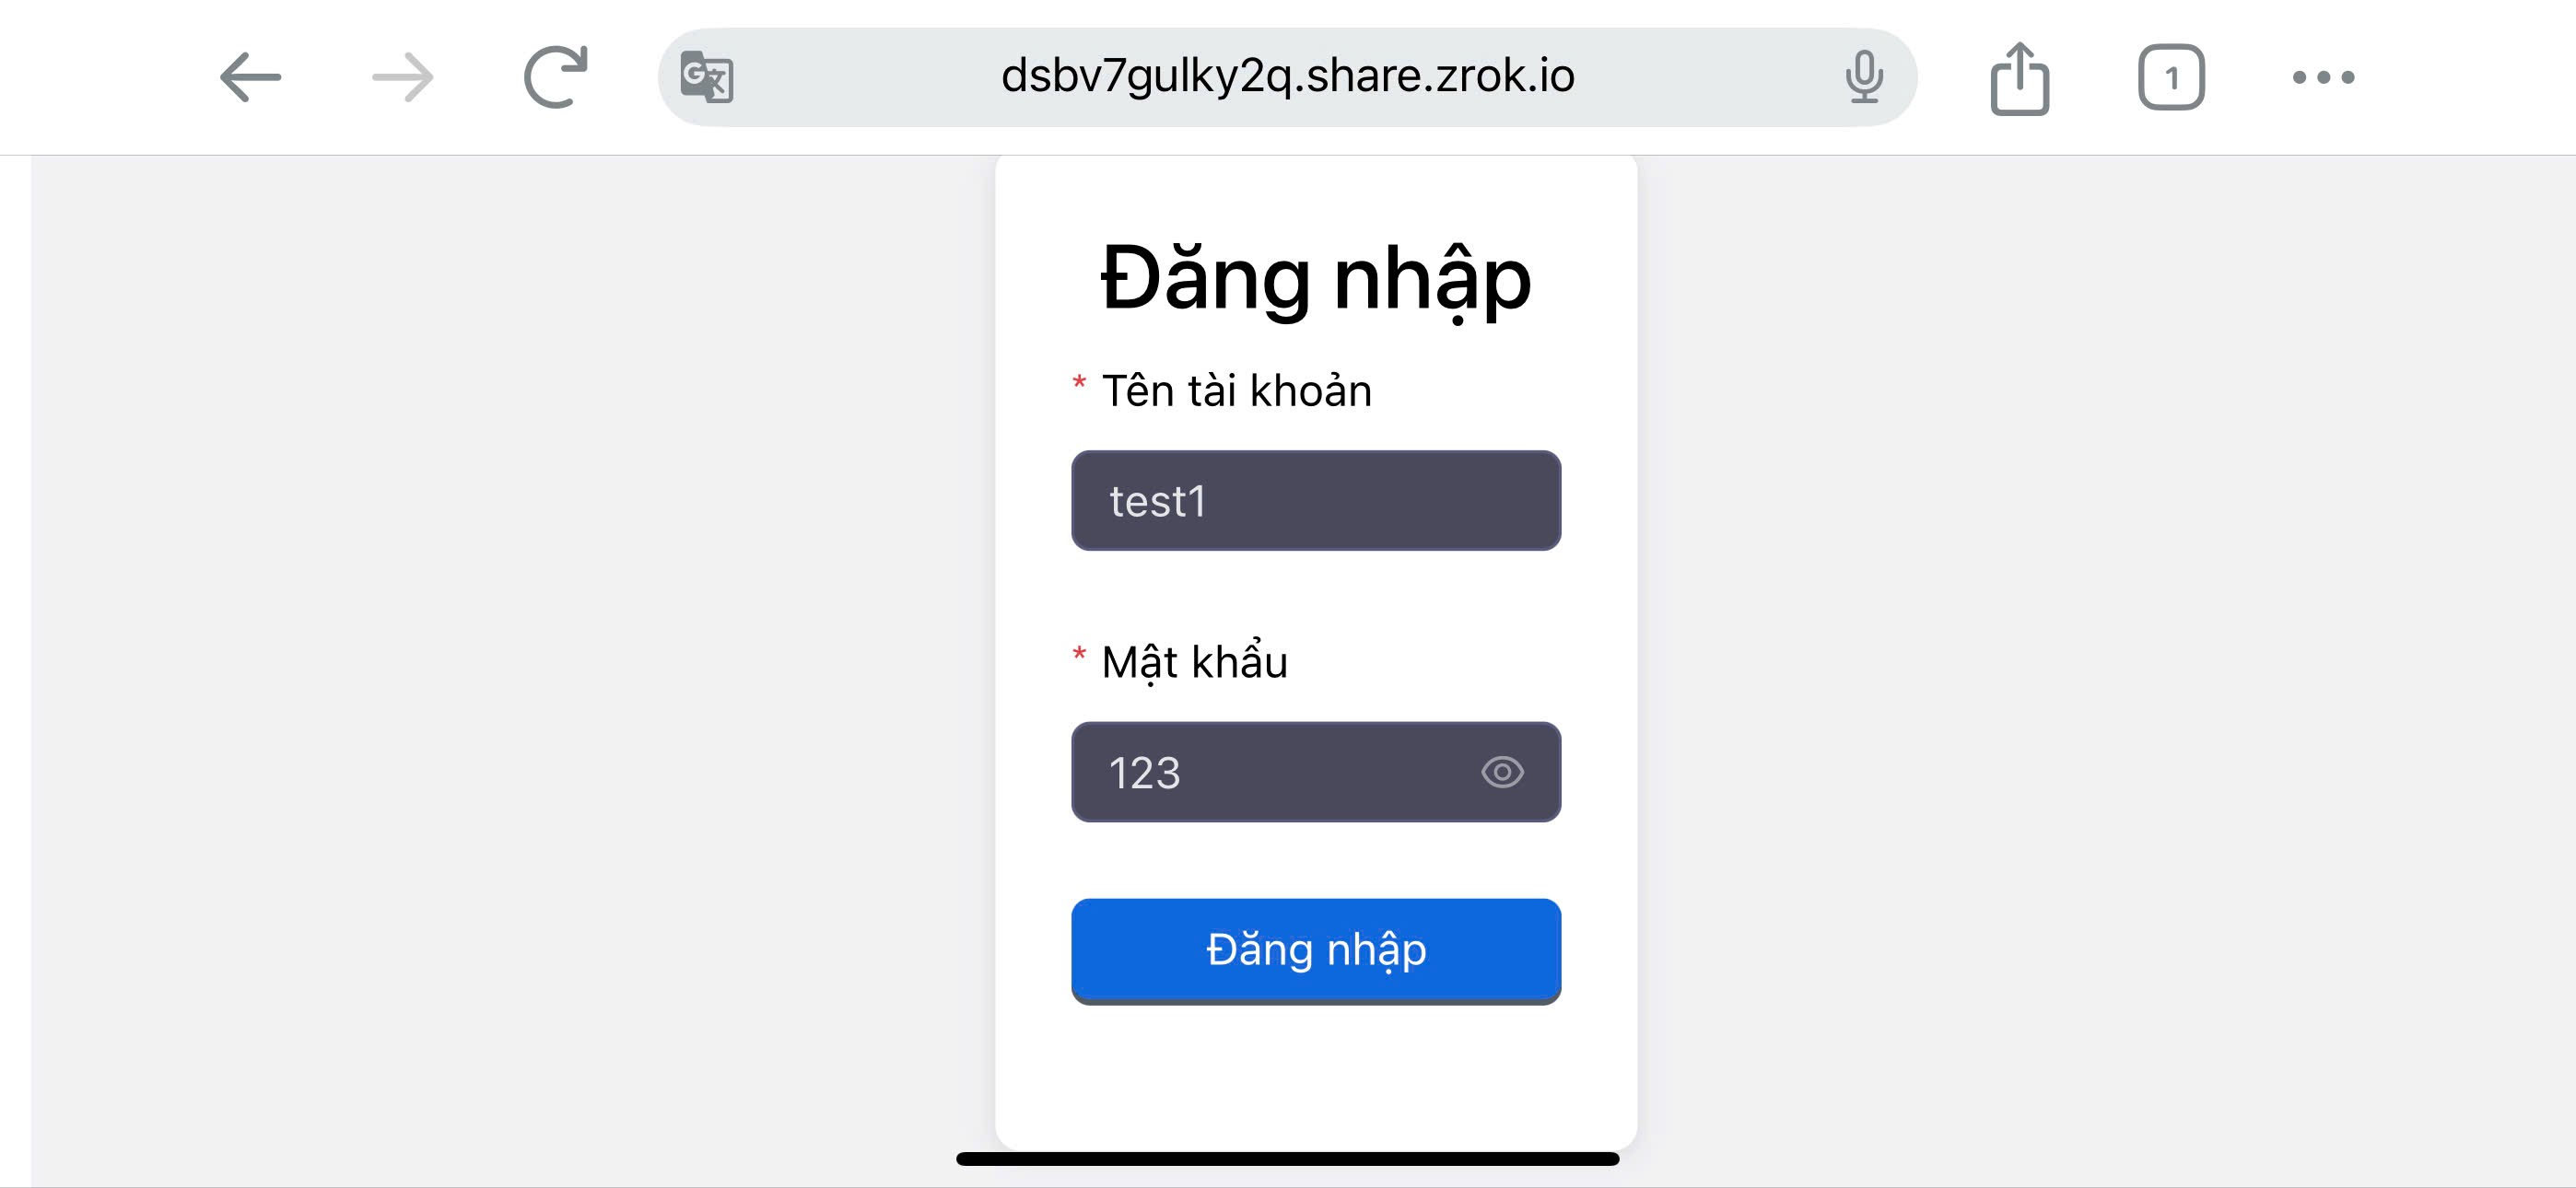 dsbv7gulky2q.share.zrok.io
1
Đăng nhập
* Tên tài khoản
test1
* Mật khẩu
123
Đăng nhập